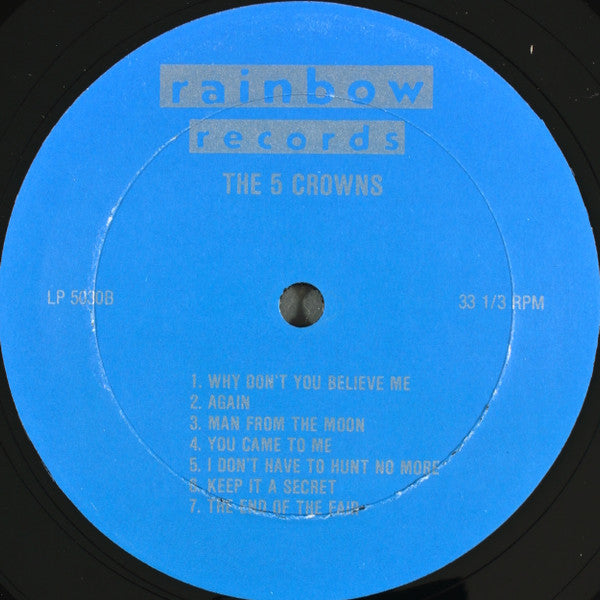 rainbow
records
THE 5 CROWNS
LP 5030B
33 1/3 RPM
1. WHY DON'T YOU BELIEVE ME
2. AGAIN
3. MAN FROM THE MOON
4. YOU CAME TO ME
5. I DON'T HAVE TO HUNT NO MORE
6. KEEP IT A SECRET
7. THE END OF THE FAIR